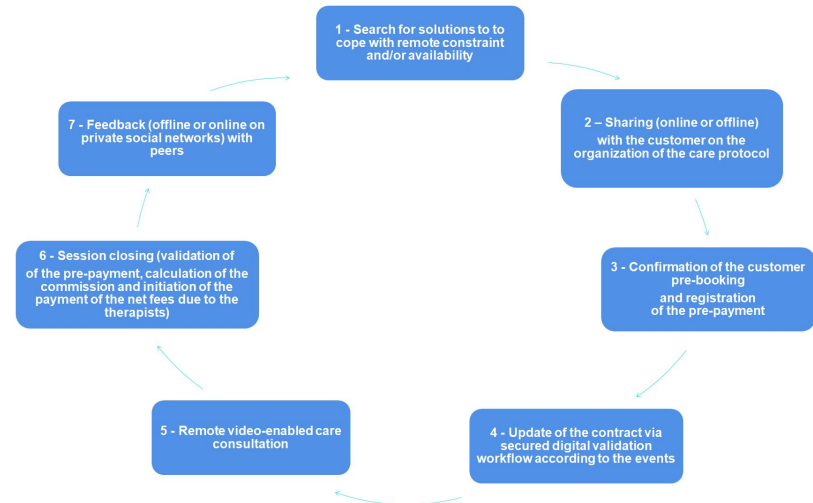 1 - Search for solutions to to
cope with remote constraint
and/or availability
2 – Sharing (online or offline)
with the customer on the
organization of the care protocol
3 - Confirmation of the customer
pre-booking
and registration
of the pre-payment
4 - Update of the contract via
secured digital validation
workflow according to the events
5 - Remote video-enabled care
consultation
6 - Session closing (validation of
of the pre-payment, calculation of the
commission and initiation of the
payment of the net fees due to the
therapists)
7 - Feedback (offline or online on
private social networks) with
peers